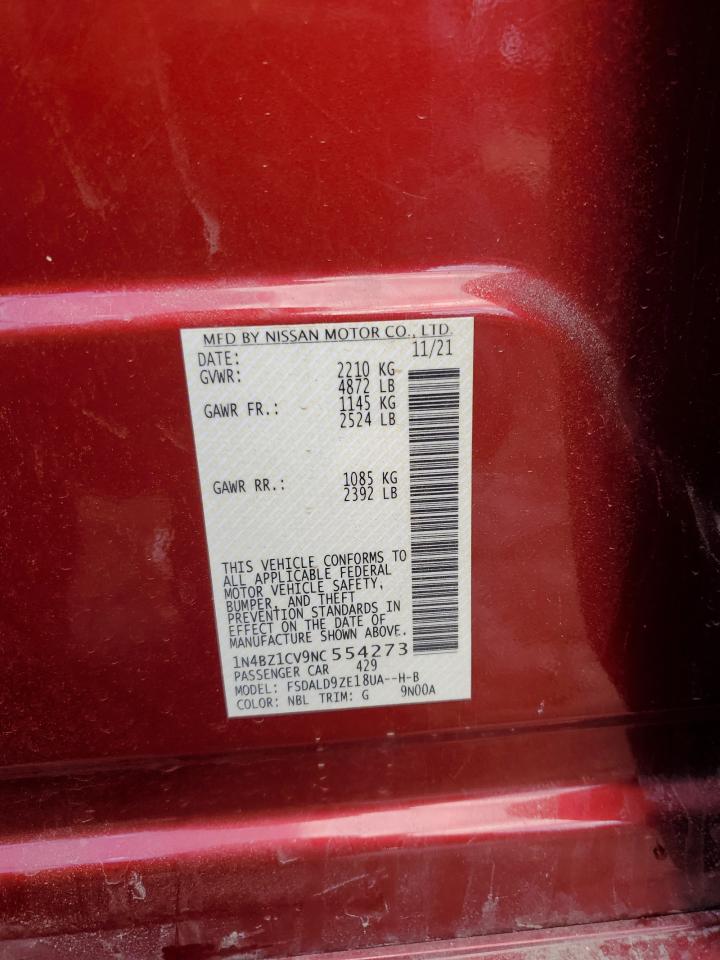 MFD BY NISSAN MOTOR CO., LTD.
DATE: 11/21
GVWR: 2210 KG
4872 LB
GAWR FR.: 1145 KG
2524 LB
GAWR RR.: 1085 KG
2392 LB
THIS VEHICLE CONFORMS TO
ALL APPLICABLE FEDERAL
MOTOR VEHICLE SAFETY,
BUMPER, AND THEFT
PREVENTION STANDARDS IN
EFFECT ON THE DATE OF
MANUFACTURE SHOWN ABOVE.
1N4BZ1CV9NC554273
PASSENGER CAR 429
MODEL: FSDALD9ZE18UA--H-B
COLOR: NBL TRIM: G 9N00A